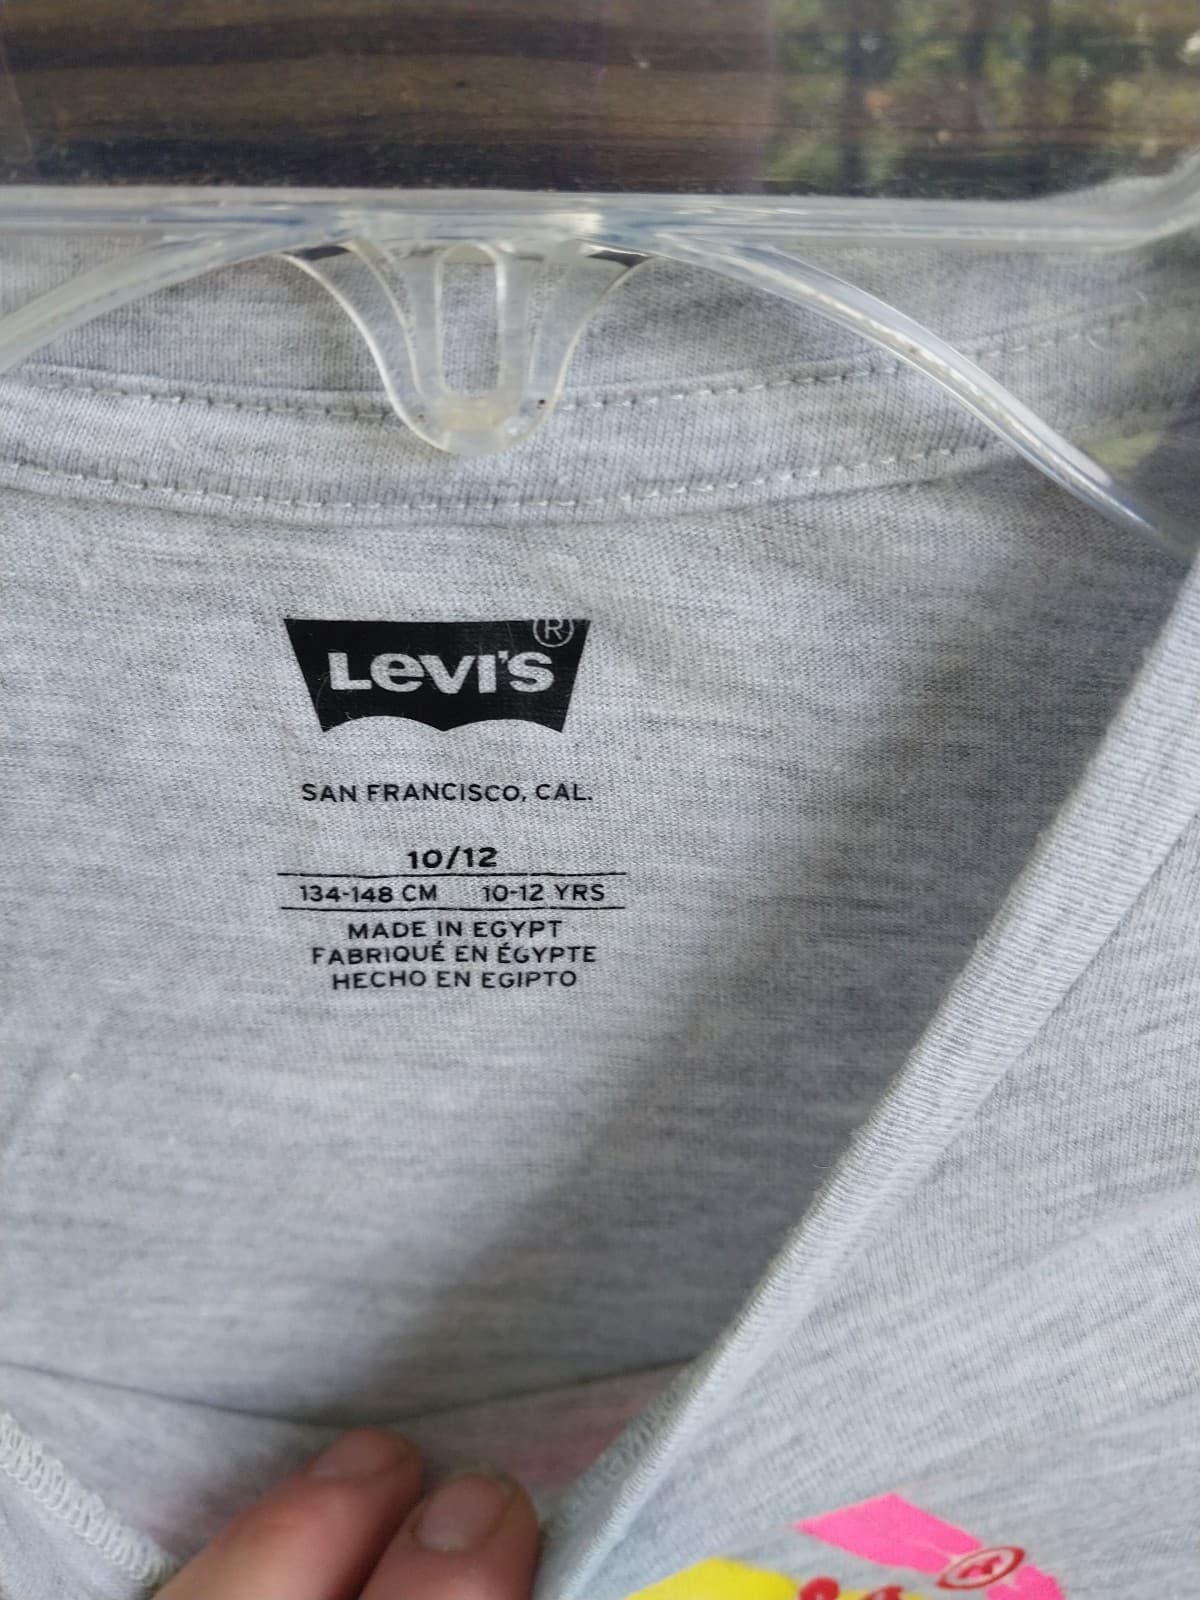 Levi's®
SAN FRANCISCO, CAL.
10/12
134-148 CM 10-12 YRS
MADE IN EGYPT
FABRIQUÉ EN ÉGYPTE
HECHO EN EGIPTO